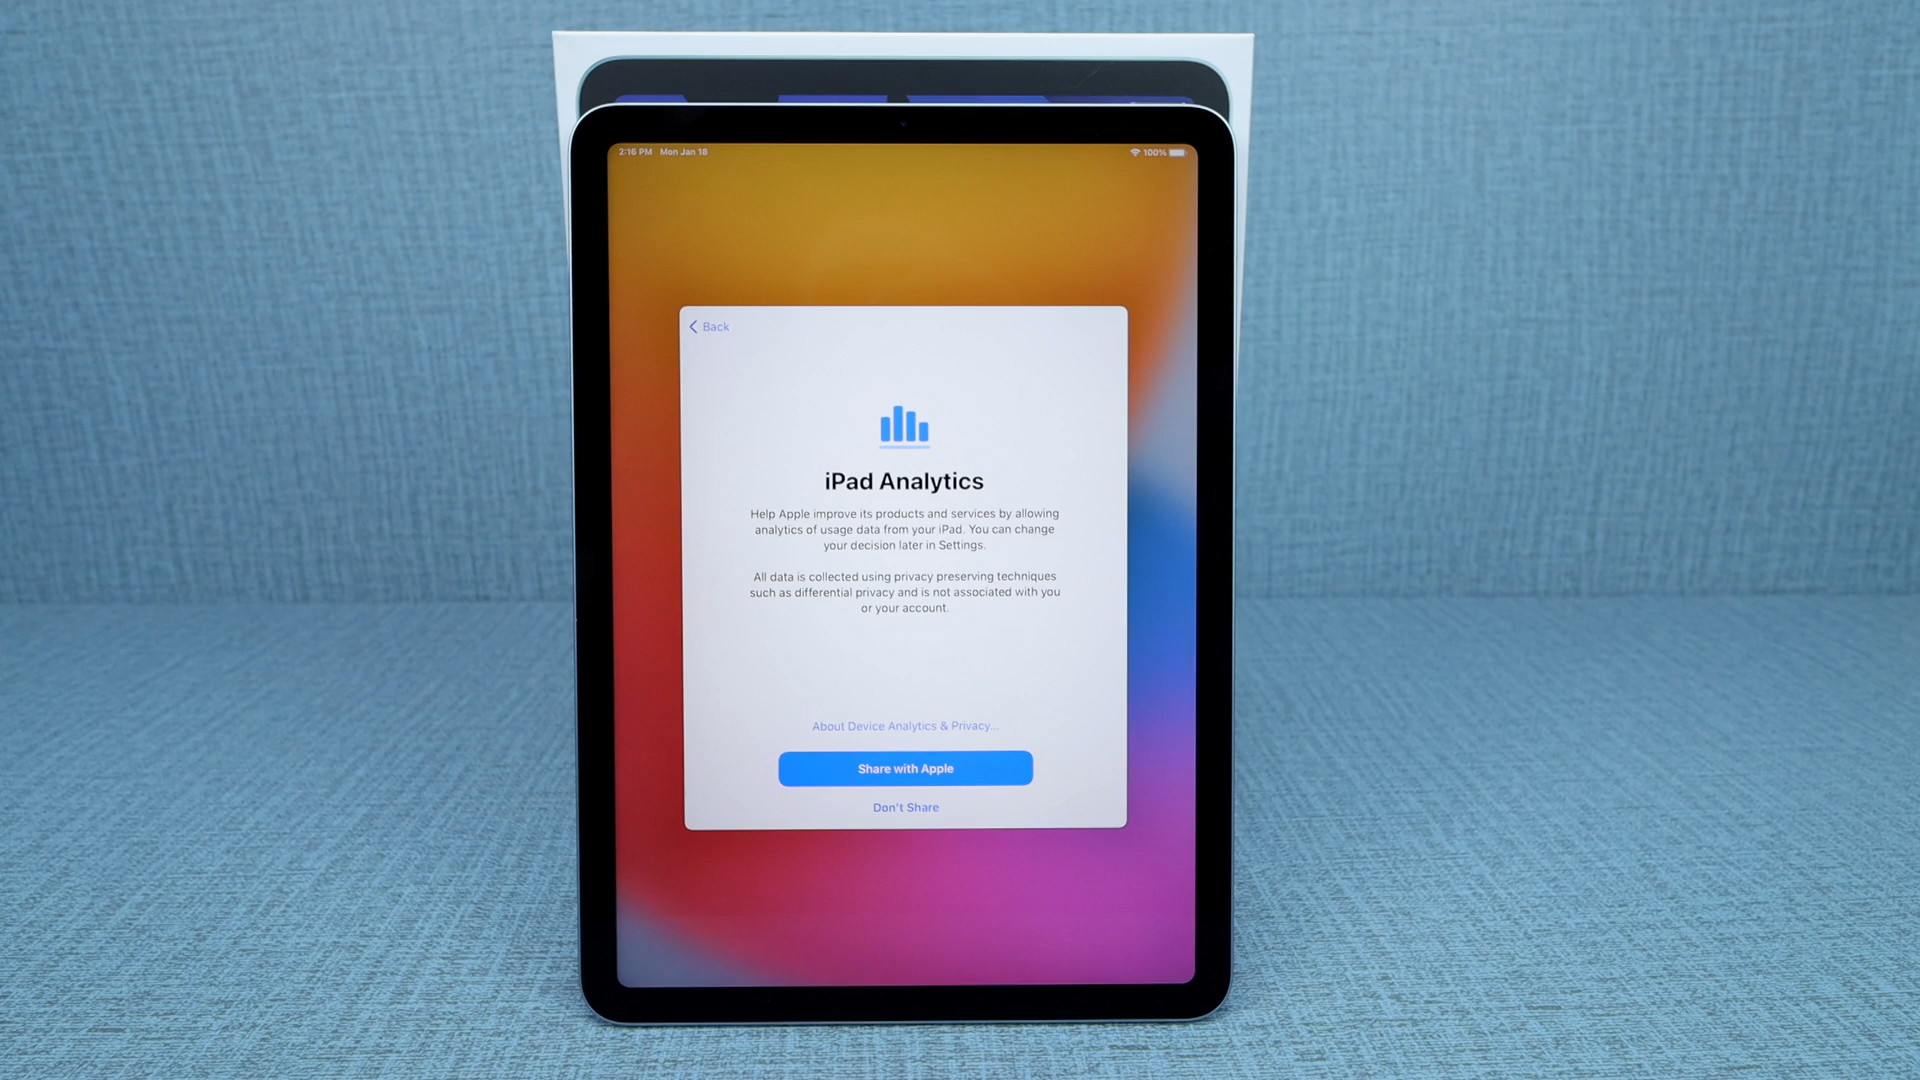 2:16 PM Mon Jan 18
100%
Back
iPad Analytics
Help Apple improve its products and services by allowing
analytics of usage data from your iPad. You can change
your decision later in Settings.
All data is collected using privacy preserving techniques
such as differential privacy and is not associated with you
or your account.
About Device Analytics & Privacy...
Share with Apple
Don't Share